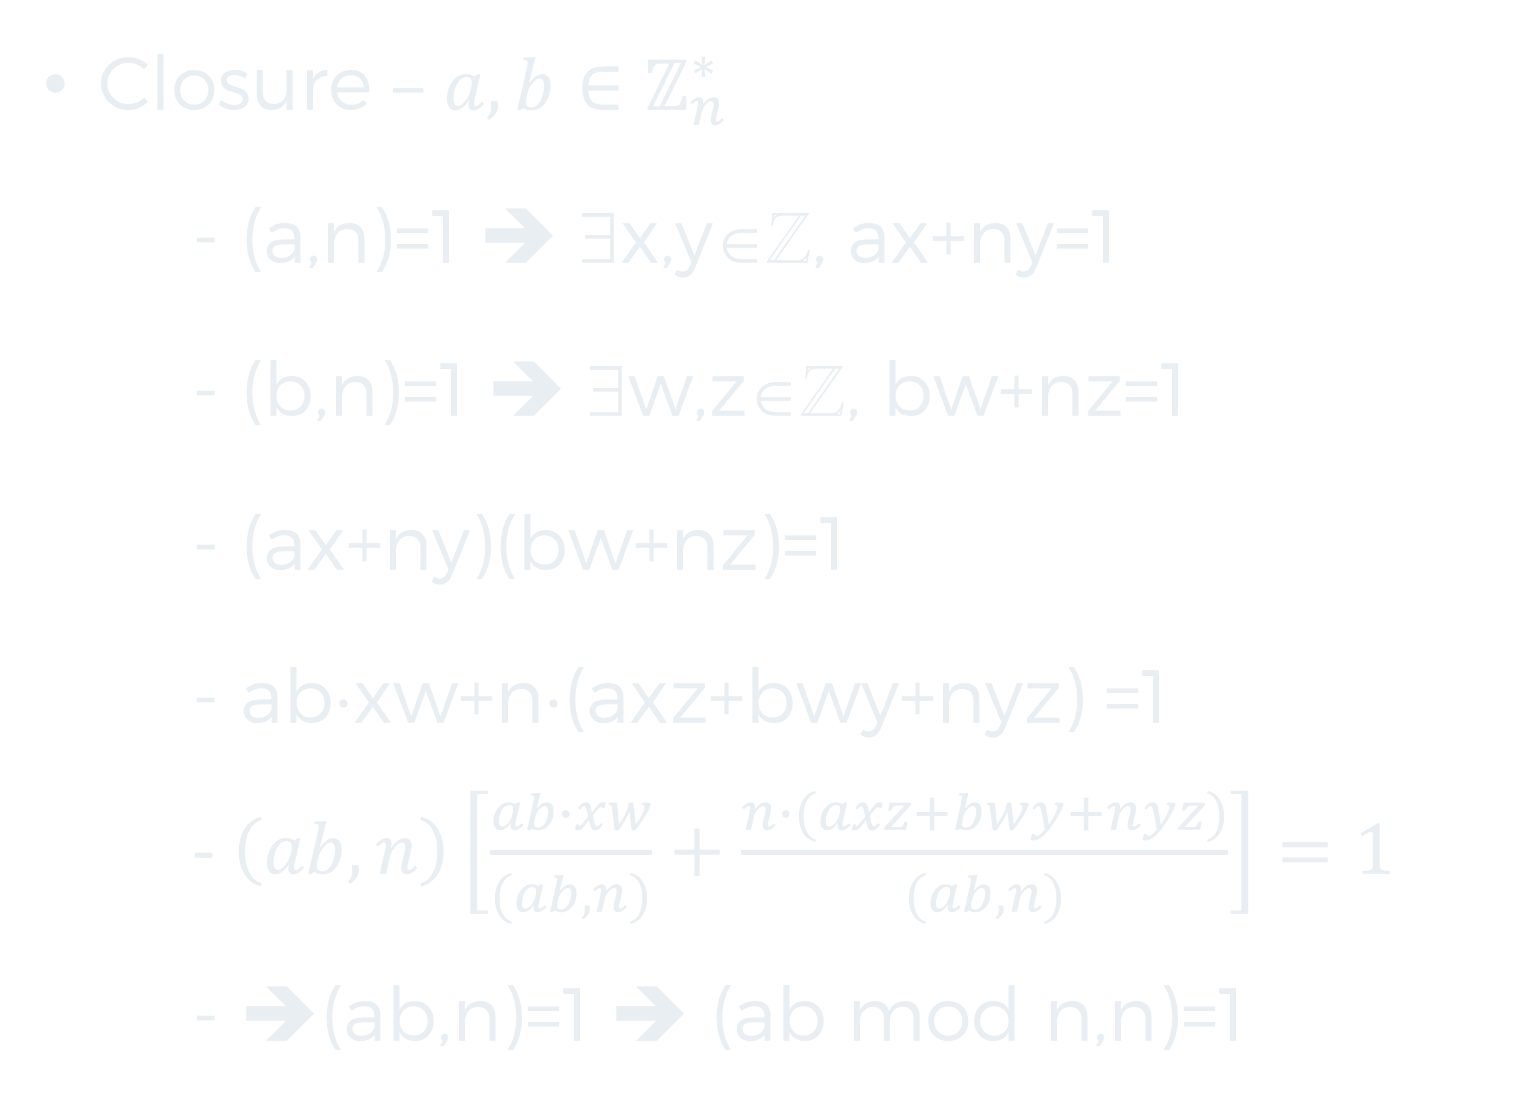 • Closure – 𝑎, 𝑏 ∈ ℤ*ₙ
- (a,n)=1 ➔ ∃x,y∈ℤ, ax+ny=1
- (b,n)=1 ➔ ∃w,z∈ℤ, bw+nz=1
- (ax+ny)(bw+nz)=1
- ab·xw+n·(axz+bwy+nyz) =1
- (𝑎𝑏, 𝑛) [ab·xw/(ab,n) + n·(axz+bwy+nyz)/(ab,n)] = 1
- ➔(ab,n)=1 ➔ (ab mod n,n)=1